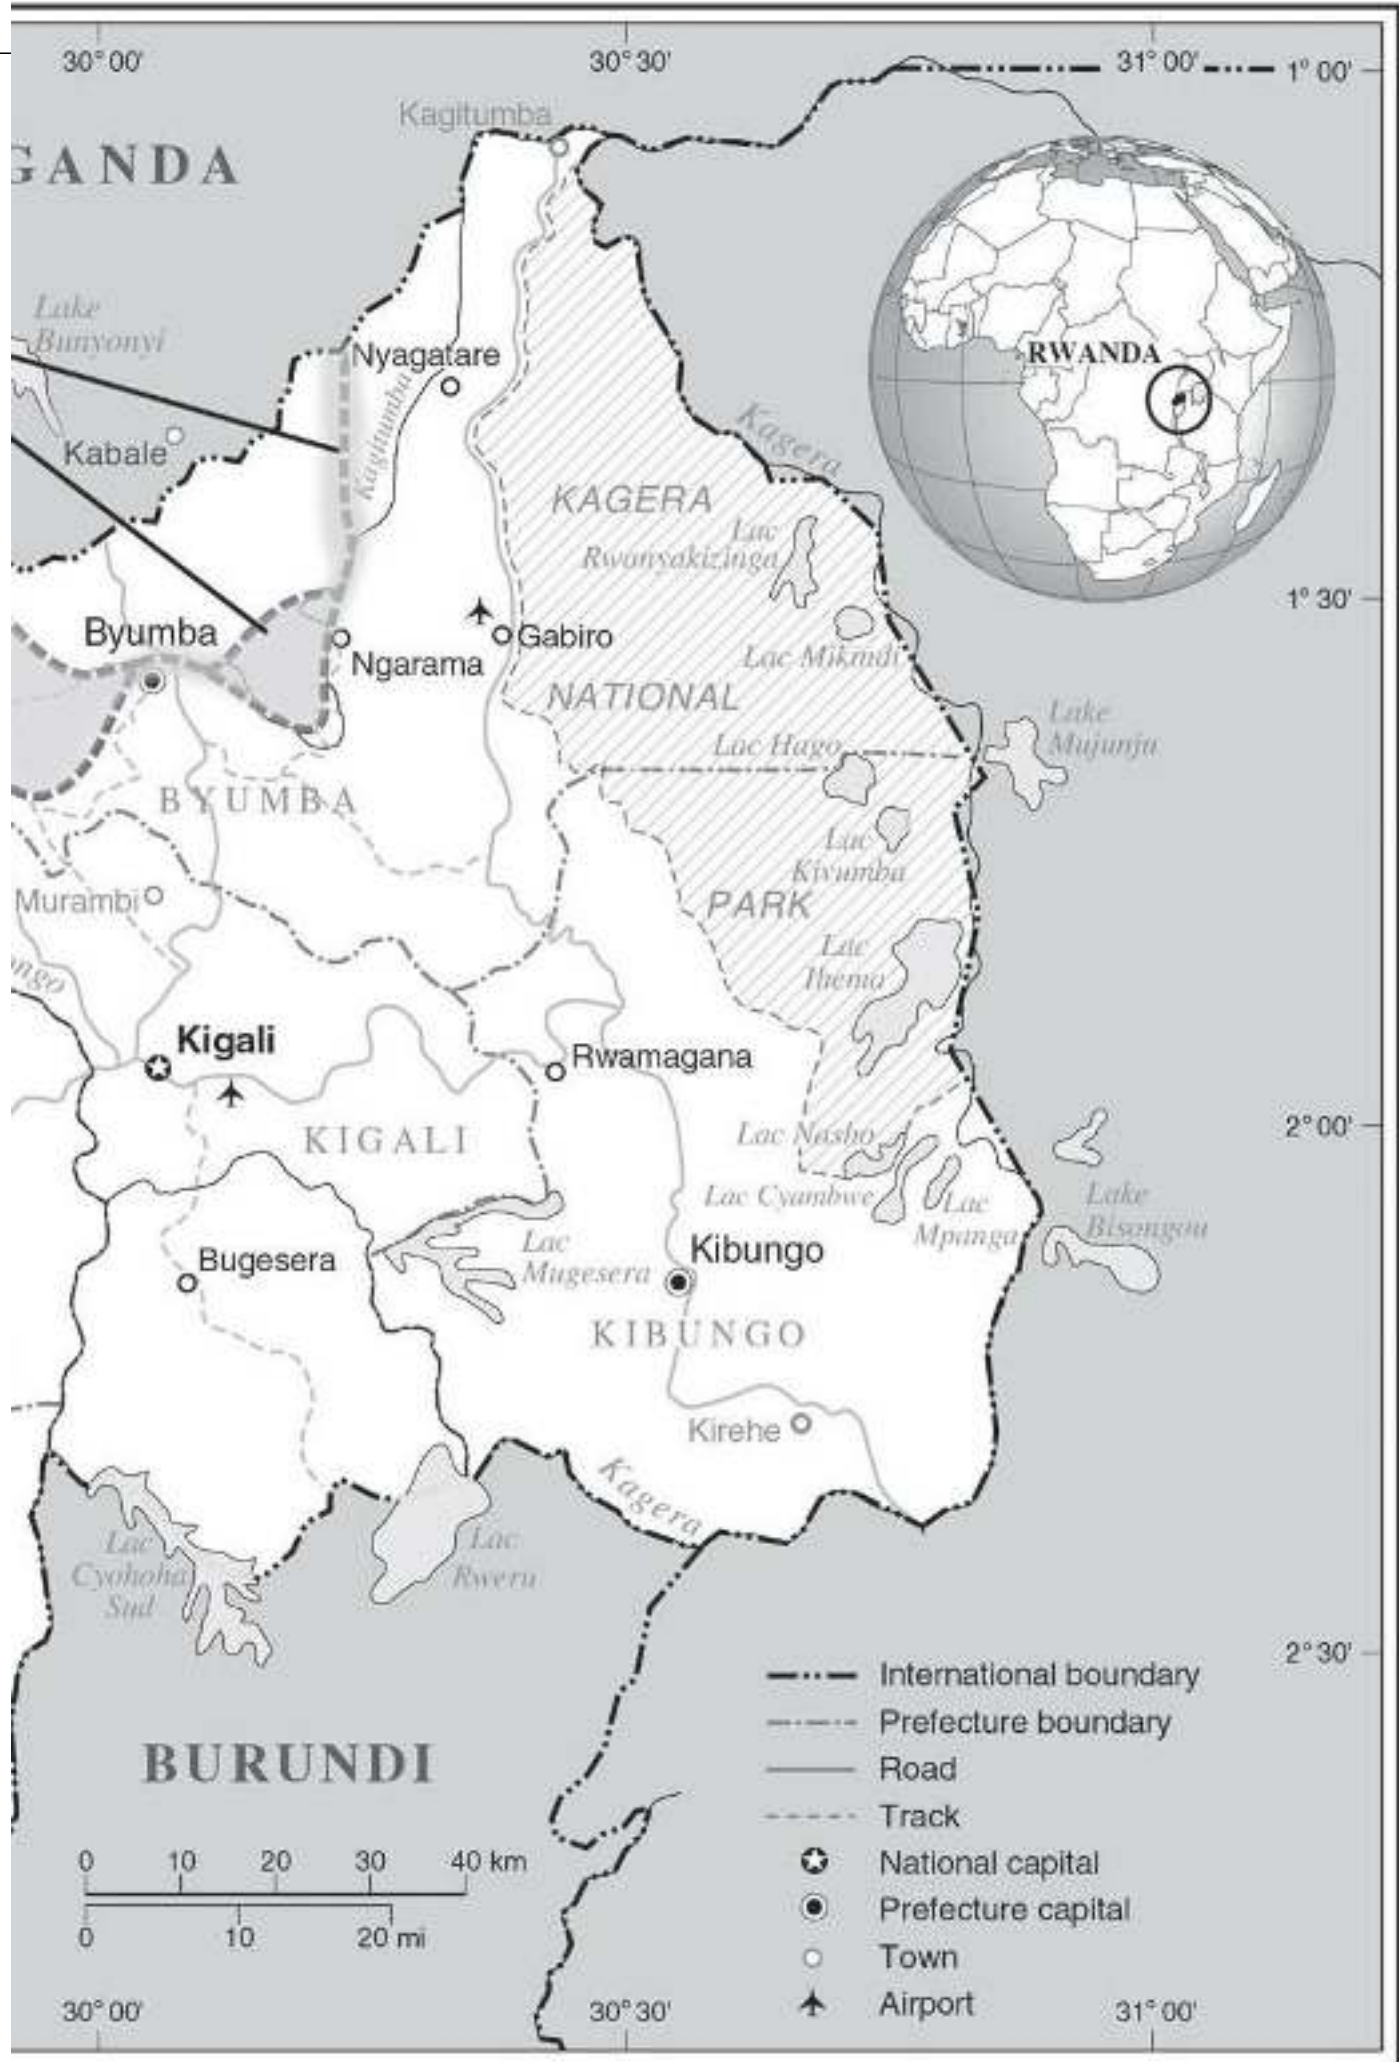 30° 00'
30° 30'
31° 00'
1° 00'
Kagitumba
GANDA
Lake
Bunyonyi
Nyagatare
RWANDA
Kagitumba
Kagera
Kabale
KAGERA
Lac
Rwanyakizinga
1° 30'
Byumba
Gabiro
Ngarama
Lac Mikindi
NATIONAL
Lake
Mujunju
Lac Hago
BYUMBA
Lac
Kivumba
Murambi
PARK
Lac
Ihema
ongo
Kigali
Rwamagana
KIGALI
Lac Nasho
2° 00'
Lac Cyambwe
Lac
Mpanga
Lake
Bisongou
Bugesera
Lac
Mugesera
Kibungo
KIBUNGO
Kirehe
Kagera
Lac
Cyohoha
Sud
Lac
Rweru
2° 30'
International boundary
Prefecture boundary
Road
Track
National capital
Prefecture capital
Town
Airport
BURUNDI
0 10 20 30 40 km
0 10 20 mi
30° 00'
30° 30'
31° 00'